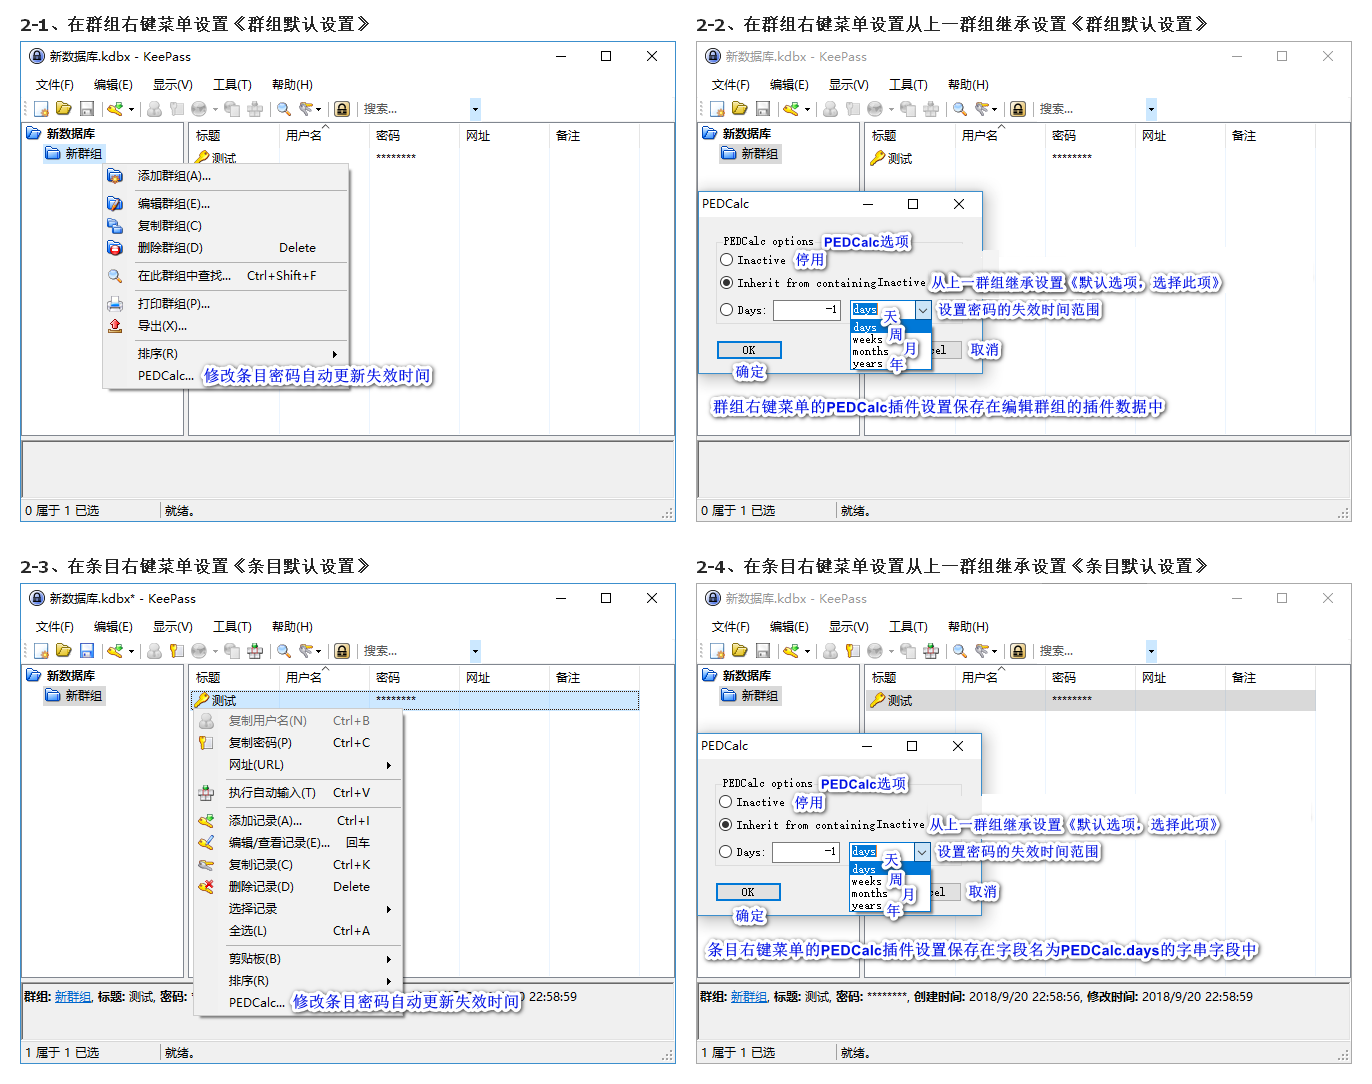 2-1、在群组右键菜单设置《群组默认设置》
新数据库.kdbx - KeePass
文件(F) 编辑(E) 显示(V) 工具(T) 帮助(H)
搜索...
新数据库
新群组
标题 用户名 密码 网址 备注
测试 ********
添加群组(A)...
编辑群组(E)...
复制群组(C)
删除群组(D) Delete
在此群组中查找... Ctrl+Shift+F
打印群组(P)...
导出(X)...
排序(R)
PEDCalc... 修改条目密码自动更新失效时间
0 属于 1 已选 就绪。
2-2、在群组右键菜单设置从上一群组继承设置《群组默认设置》
新数据库.kdbx - KeePass
文件(F) 编辑(E) 显示(V) 工具(T) 帮助(H)
搜索...
新数据库
新群组
标题 用户名 密码 网址 备注
测试 ********
PEDCalc
PEDCalc options PEDCalc选项
Inactive 停用
Inherit from containingInactive 从上一群组继承设置《默认选项，选择此项》
Days: -1 days 设置密码的失效时间范围
days 天
weeks 周
months 月
years 年
OK cel 取消
确定
群组右键菜单的PEDCalc插件设置保存在编辑群组的插件数据中
0 属于 1 已选 就绪。
2-3、在条目右键菜单设置《条目默认设置》
新数据库.kdbx* - KeePass
文件(F) 编辑(E) 显示(V) 工具(T) 帮助(H)
搜索...
新数据库
新群组
标题 用户名 密码 网址 备注
测试 ********
复制用户名(N) Ctrl+B
复制密码(P) Ctrl+C
网址(URL)
执行自动输入(T) Ctrl+V
添加记录(A)... Ctrl+I
编辑/查看记录(E)... 回车
复制记录(C) Ctrl+K
删除记录(D) Delete
选择记录
全选(L) Ctrl+A
剪贴板(B)
排序(R)
PEDCalc... 修改条目密码自动更新失效时间
群组: 新群组, 标题: 测试, 密码: 20 22:58:59
1 属于 1 已选 就绪。
2-4、在条目右键菜单设置从上一群组继承设置《条目默认设置》
新数据库.kdbx - KeePass
文件(F) 编辑(E) 显示(V) 工具(T) 帮助(H)
搜索...
新数据库
新群组
标题 用户名 密码 网址 备注
测试 ********
PEDCalc
PEDCalc options PEDCalc选项
Inactive 停用
Inherit from containingInactive 从上一群组继承设置《默认选项，选择此项》
Days: -1 days 设置密码的失效时间范围
days 天
weeks 周
months 月
years 年
OK cel 取消
确定
条目右键菜单的PEDCalc插件设置保存在字段名为PEDCalc.days的字串字段中
群组: 新群组, 标题: 测试, 密码: ********, 创建时间: 2018/9/20 22:58:56, 修改时间: 2018/9/20 22:58:59
1 属于 1 已选 就绪。